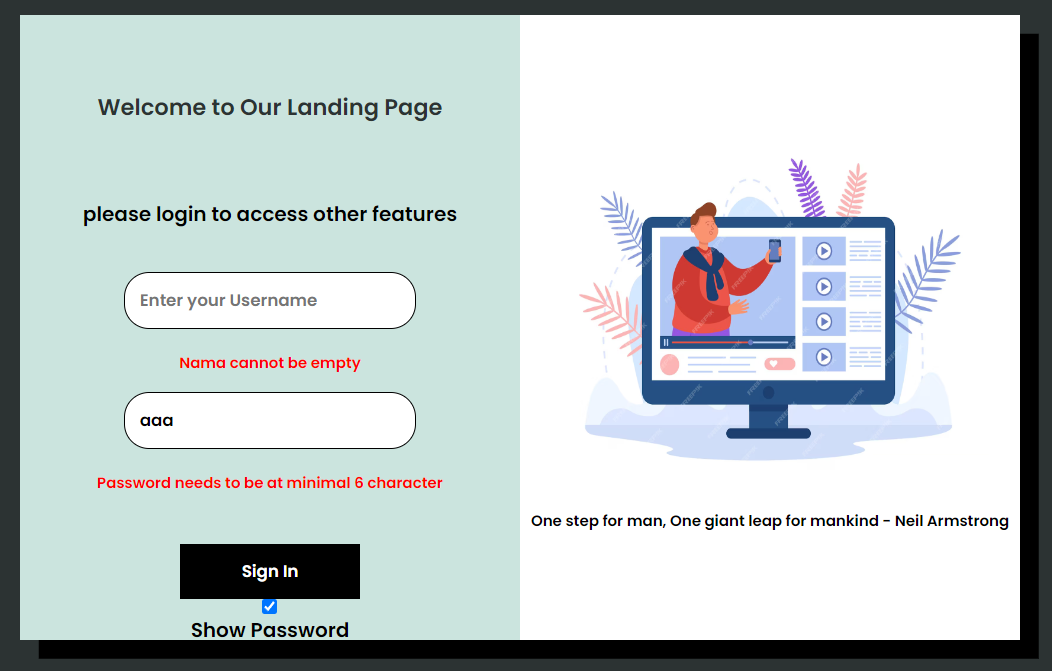 Welcome to Our Landing Page
please login to access other features
Enter your Username
Nama cannot be empty
aaa
Password needs to be at minimal 6 character
Sign In
Show Password
One step for man, One giant leap for mankind - Neil Armstrong